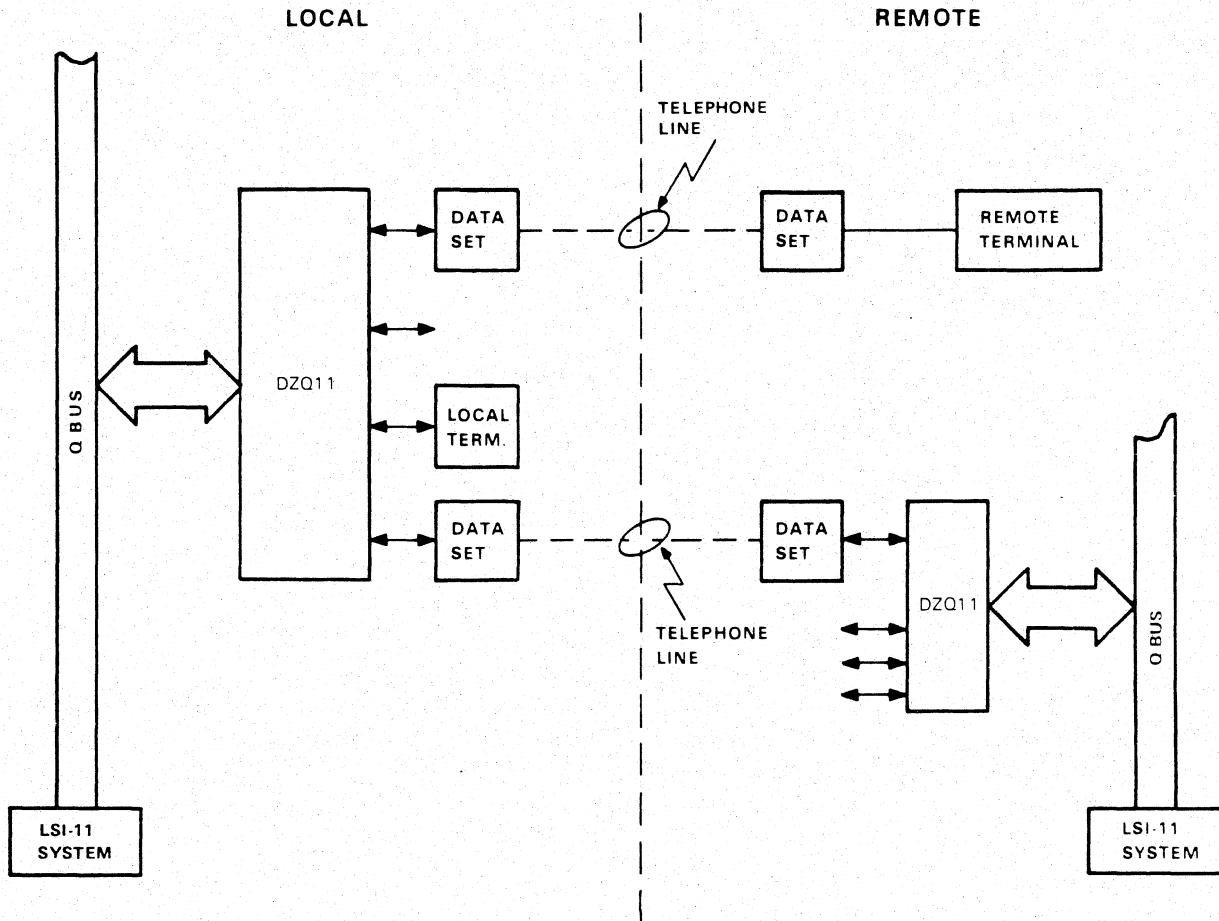 LOCAL
REMOTE
TELEPHONE
LINE
DATA
SET
DATA
SET
REMOTE
TERMINAL
Q BUS
DZQ11
LOCAL
TERM.
DATA
SET
DATA
SET
TELEPHONE
LINE
DZQ11
Q BUS
LSI-11
SYSTEM
LSI-11
SYSTEM